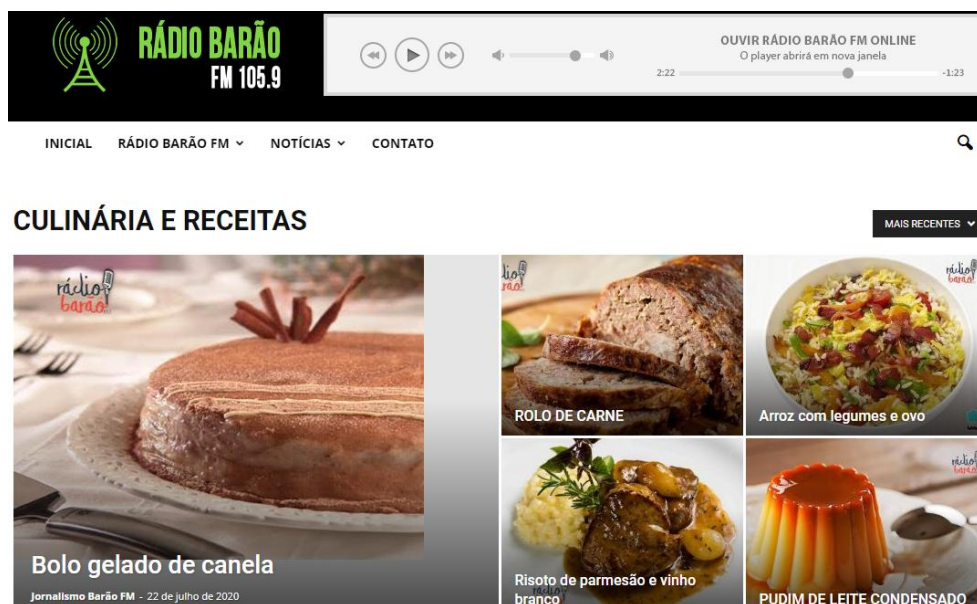 RÁDIO BARÃO
FM 105.9
OUVIR RÁDIO BARÃO FM ONLINE
O player abrirá em nova janela
2:22
-1:23
INICIAL
RÁDIO BARÃO FM
NOTÍCIAS
CONTATO
CULINÁRIA E RECEITAS
MAIS RECENTES
rádio
barão
Bolo gelado de canela
Jornalismo Barão FM - 22 de julho de 2020
ROLO DE CARNE
Arroz com legumes e ovo
Risoto de parmesão e vinho
branco
PUDIM DE LEITE CONDENSADO